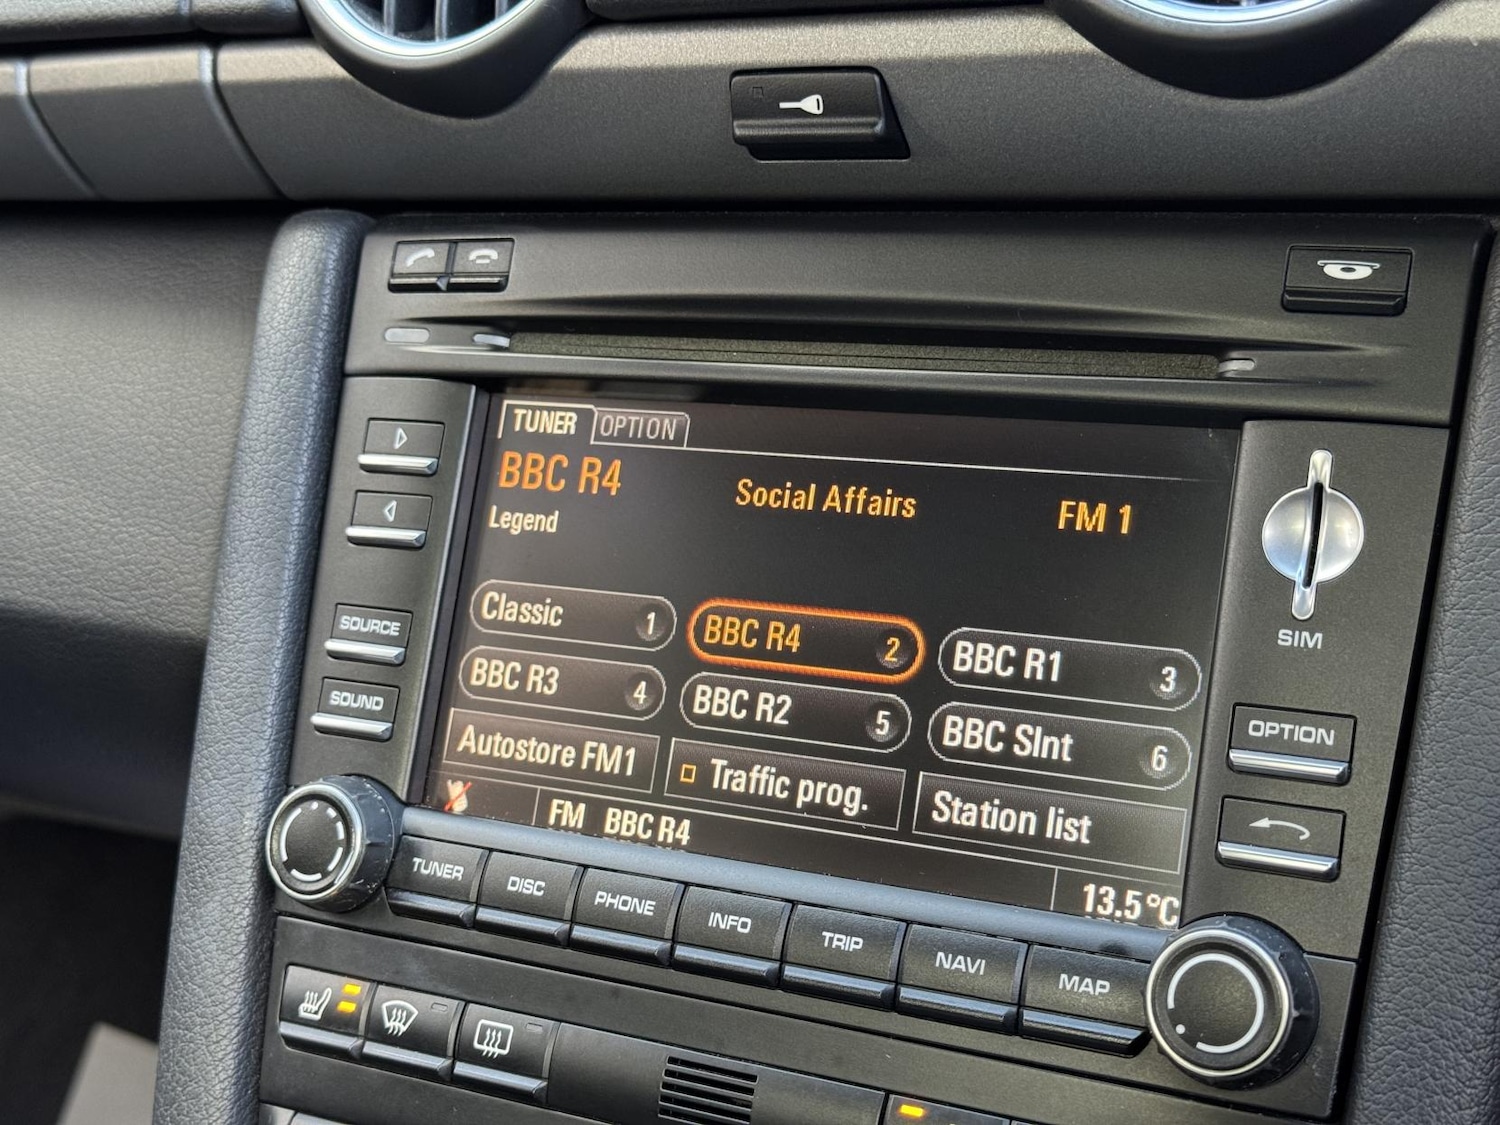 TUNER OPTION
BBC R4 Social Affairs FM 1
Legend
Classic 1 BBC R4 2 BBC R1 3
BBC R3 4 BBC R2 5 BBC SInt 6
Autostore FM1 Traffic prog. Station list
FM BBC R4
13.5°C
SOURCE
SOUND
SIM
OPTION
TUNER DISC PHONE INFO TRIP NAVI MAP